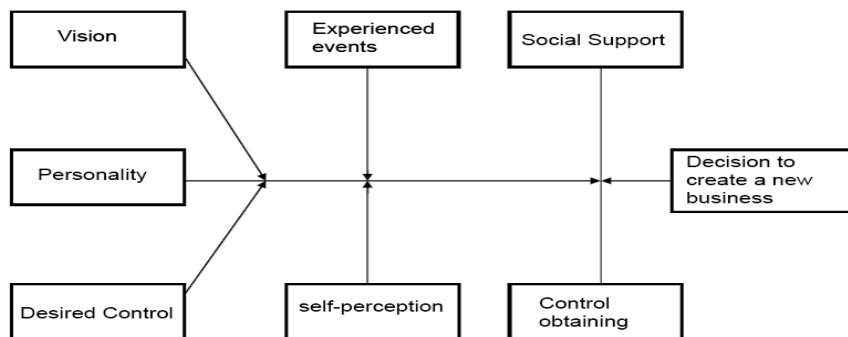 Vision
Experienced
events
Social Support
Personality
Decision to
create a new
business
Desired Control
self-perception
Control
obtaining